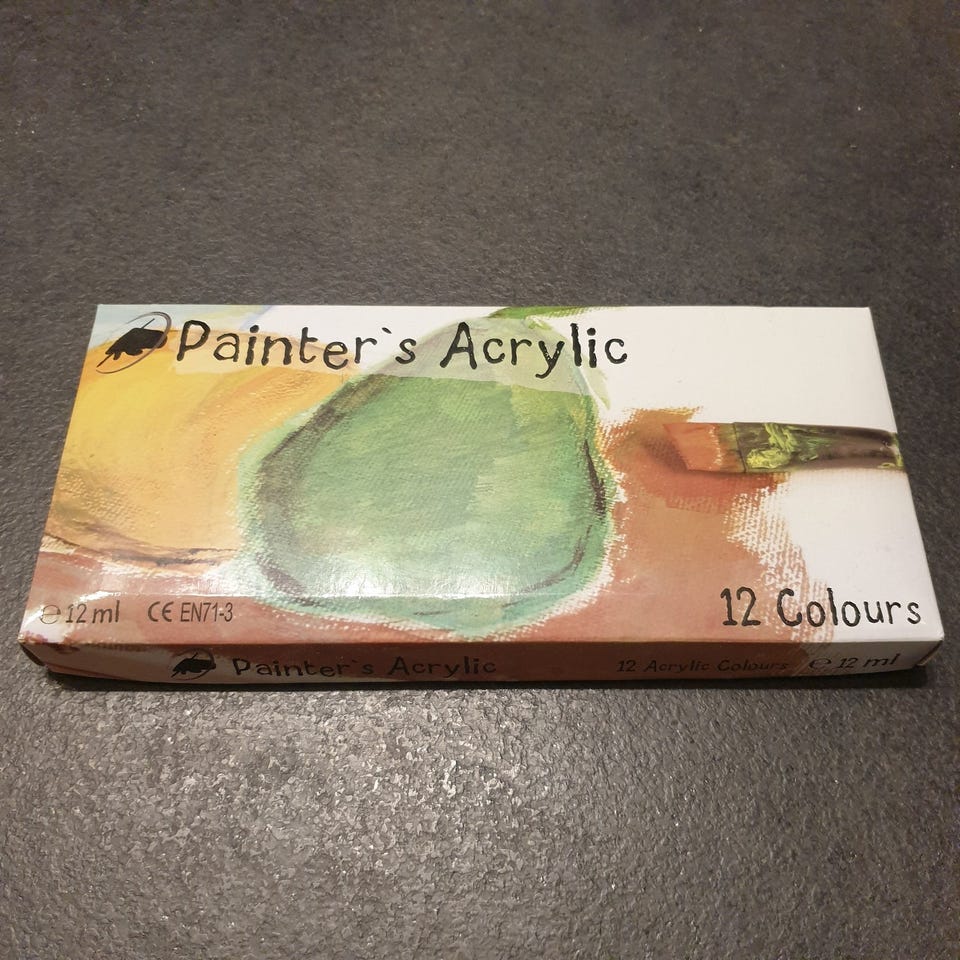 Painter`s Acrylic
12 Colours
℮ 12 ml CE EN71-3
Painter`s Acrylic 12 Acrylic Colours ℮ 12 ml